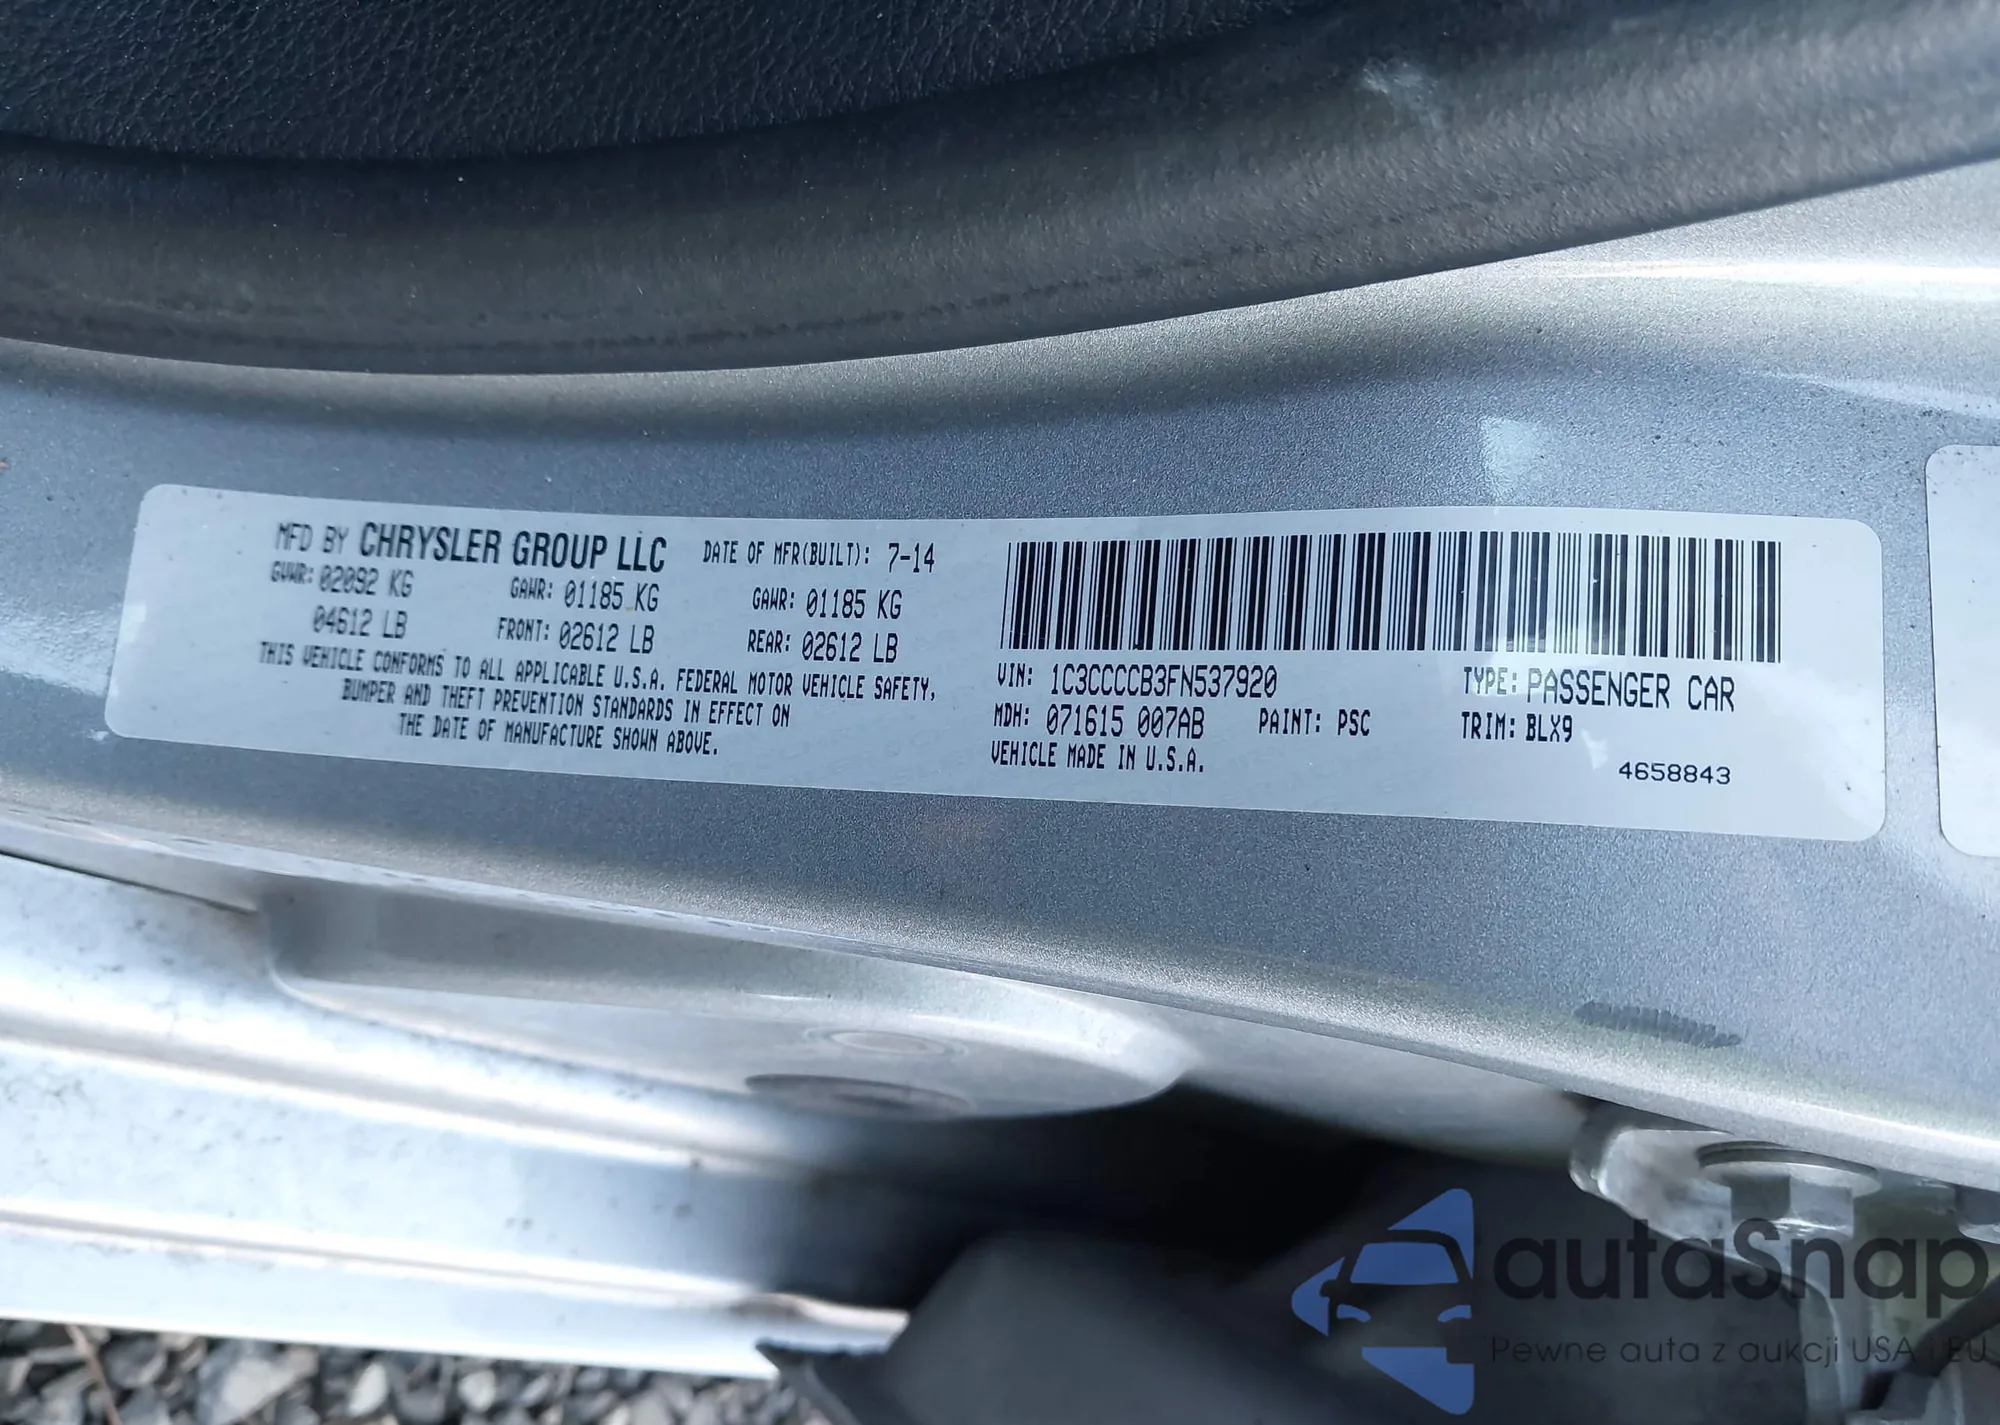 MFD BY CHRYSLER GROUP LLC DATE OF MFR(BUILT): 7-14
GVWR: 02092 KG GAWR: 01185 KG GAWR: 01185 KG
04612 LB FRONT: 02612 LB REAR: 02612 LB
THIS VEHICLE CONFORMS TO ALL APPLICABLE U.S.A. FEDERAL MOTOR VEHICLE SAFETY,
BUMPER AND THEFT PREVENTION STANDARDS IN EFFECT ON
THE DATE OF MANUFACTURE SHOWN ABOVE.
VIN: 1C3CCCCB3FN537920 TYPE: PASSENGER CAR
MDH: 071615 007AB PAINT: PSC TRIM: BLX9
VEHICLE MADE IN U.S.A.
4658843
autaSnap
Pewne auta z aukcji USA i EU